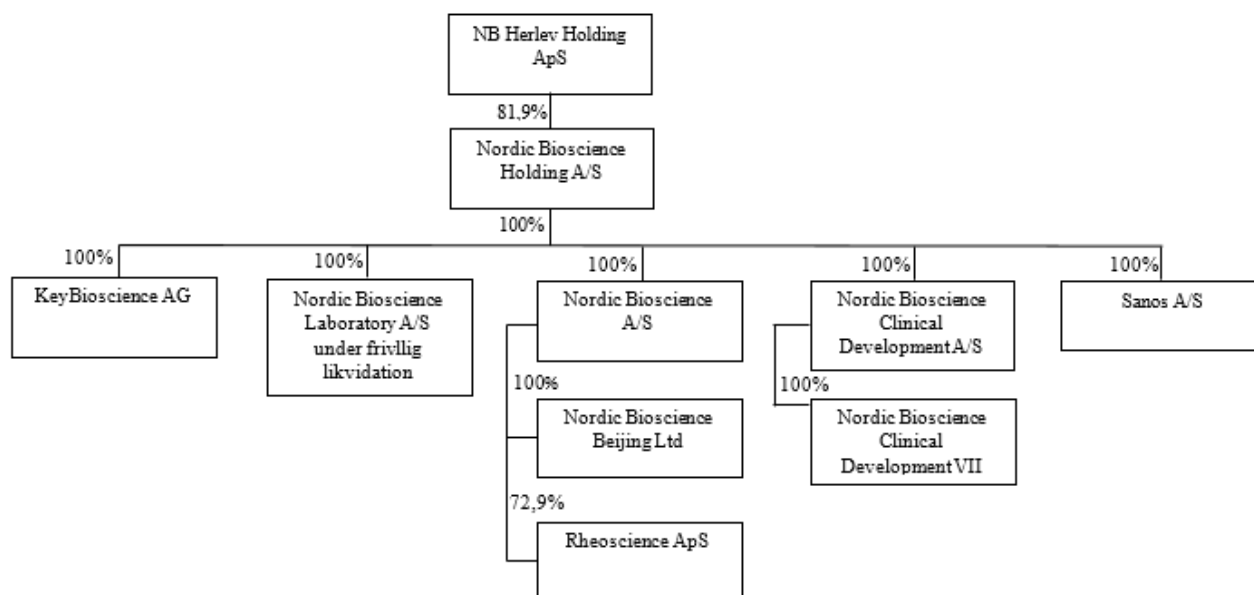 NB Herlev Holding
ApS
81,9%
Nordic Bioscience
Holding A/S
100%
100%
100%
100%
100%
100%
KeyBioscience AG
Nordic Bioscience
Laboratory A/S
under frivllig
likvidation
Nordic Bioscience
A/S
Nordic Bioscience
Clinical
Development A/S
Sanos A/S
100%
100%
Nordic Bioscience
Beijing Ltd
Nordic Bioscience
Clinical
Development VII
72,9%
Rheoscience ApS